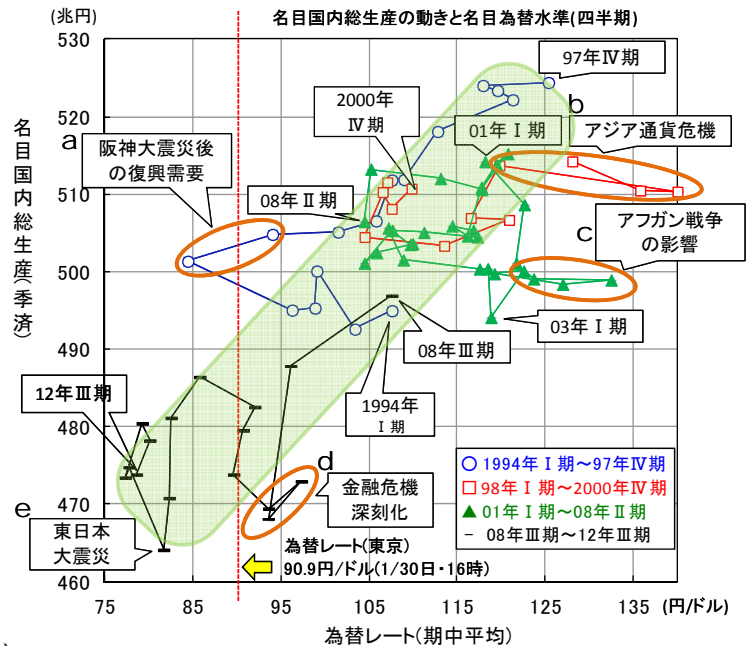 (兆円)
名目国内総生産の動きと名目為替水準(四半期)
530
520
510
500
490
480
470
460
名目国内総生産(季済)
97年Ⅳ期
b
2000年
Ⅳ期
01年Ⅰ期
アジア通貨危機
a
阪神大震災後
の復興需要
08年Ⅱ期
c
アフガン戦争
の影響
03年Ⅰ期
08年Ⅲ期
12年Ⅲ期
1994年
Ⅰ期
d
金融危機
深刻化
e
東日本
大震災
1994年Ⅰ期～97年Ⅳ期
98年Ⅰ期～2000年Ⅳ期
01年Ⅰ期～08年Ⅱ期
08年Ⅲ期～12年Ⅲ期
為替レート(東京)
90.9円/ドル(1/30日・16時)
75 85 95 105 115 125 135 (円/ドル)
為替レート(期中平均)